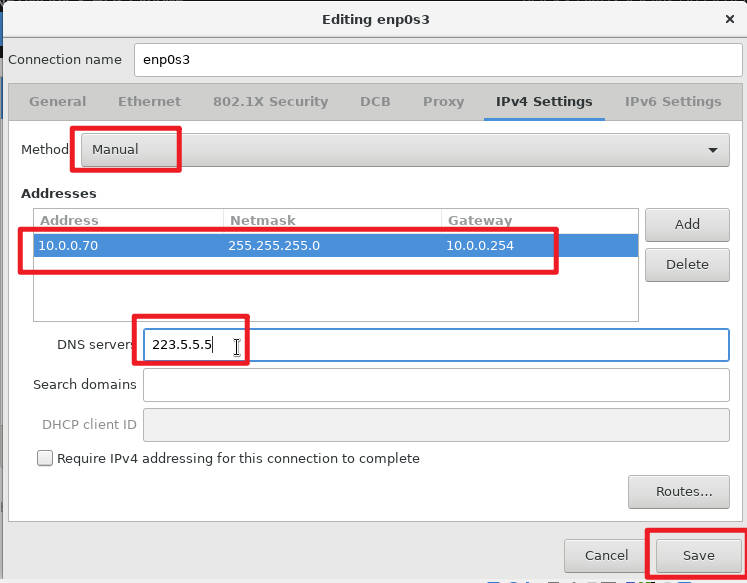 Editing enp0s3
Connection name enp0s3
General Ethernet 802.1X Security DCB Proxy IPv4 Settings IPv6 Settings
Method Manual
Addresses
Address Netmask Gateway
10.0.0.70 255.255.255.0 10.0.0.254
Add
Delete
DNS servers 223.5.5.5
Search domains
DHCP client ID
Require IPv4 addressing for this connection to complete
Routes...
Cancel Save